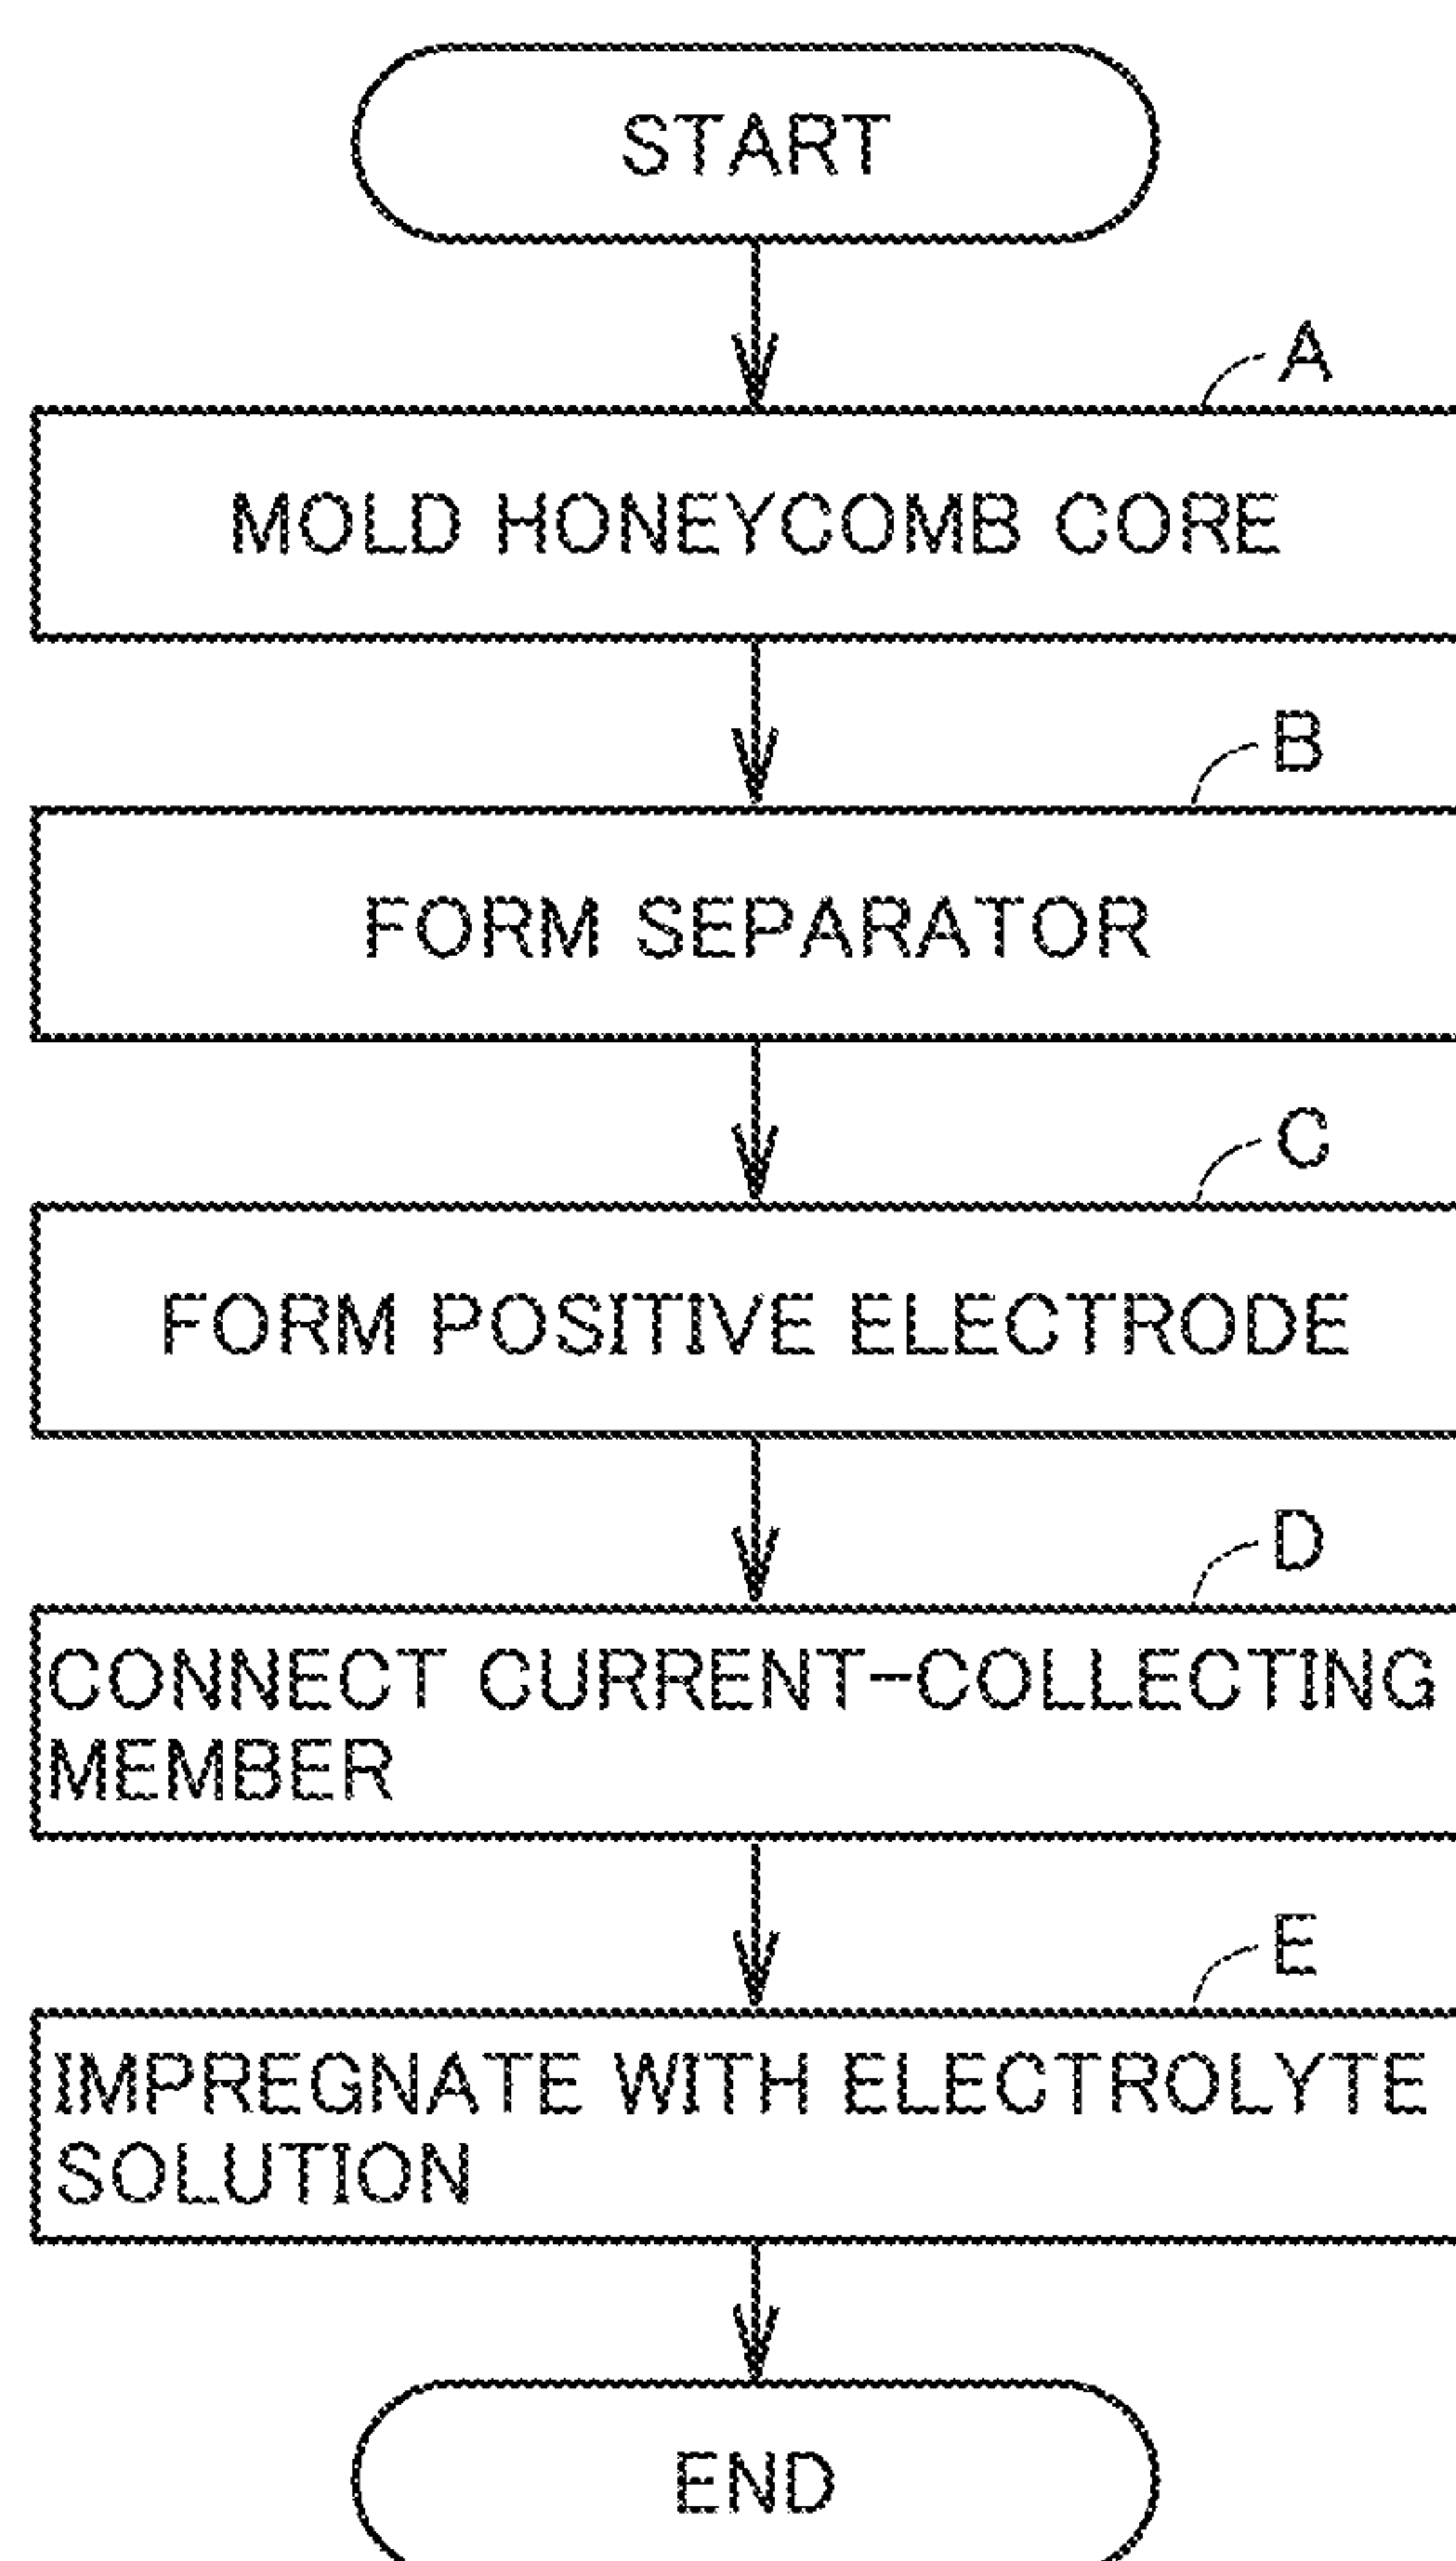 START
A
MOLD HONEYCOMB CORE
B
FORM SEPARATOR
C
FORM POSITIVE ELECTRODE
D
CONNECT CURRENT-COLLECTING
MEMBER
E
IMPREGNATE WITH ELECTROLYTE
SOLUTION
END